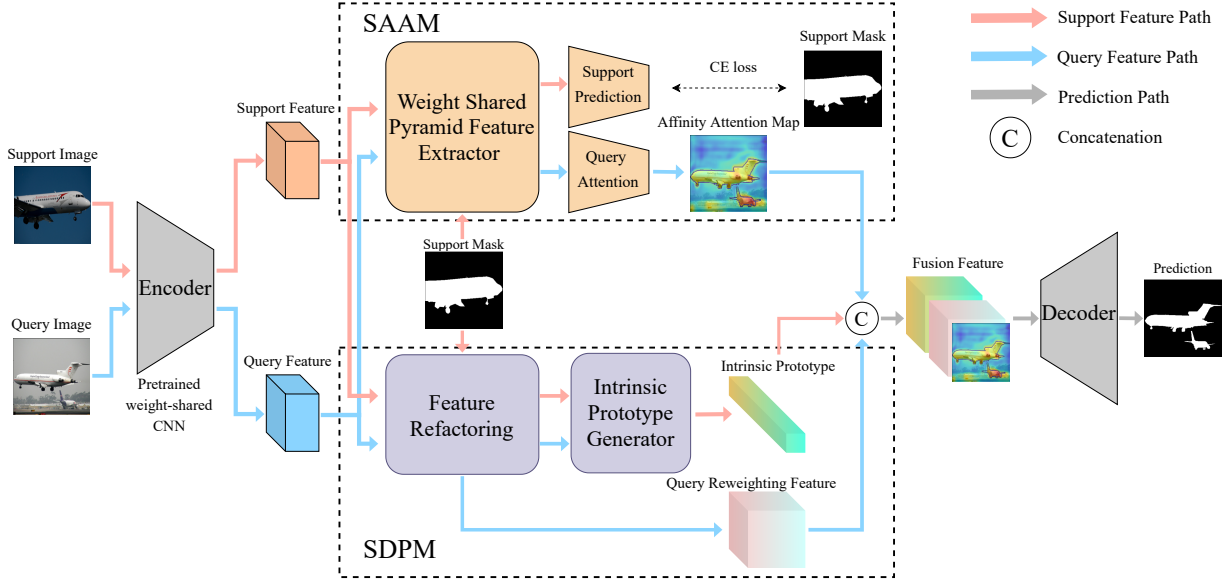 SAAM
Support Mask
Support Feature Path
Query Feature Path
Prediction Path
C
Concatenation
Support
Prediction
CE loss
Weight Shared
Pyramid Feature
Extractor
Support Feature
Affinity Attention Map
Query
Attention
Support Image
Support Mask
Encoder
Query Image
Query Feature
Pretrained
weight-shared
CNN
Feature
Refactoring
Intrinsic
Prototype
Generator
Intrinsic Prototype
Query Reweighting Feature
SDPM
C
Fusion Feature
Decoder
Prediction